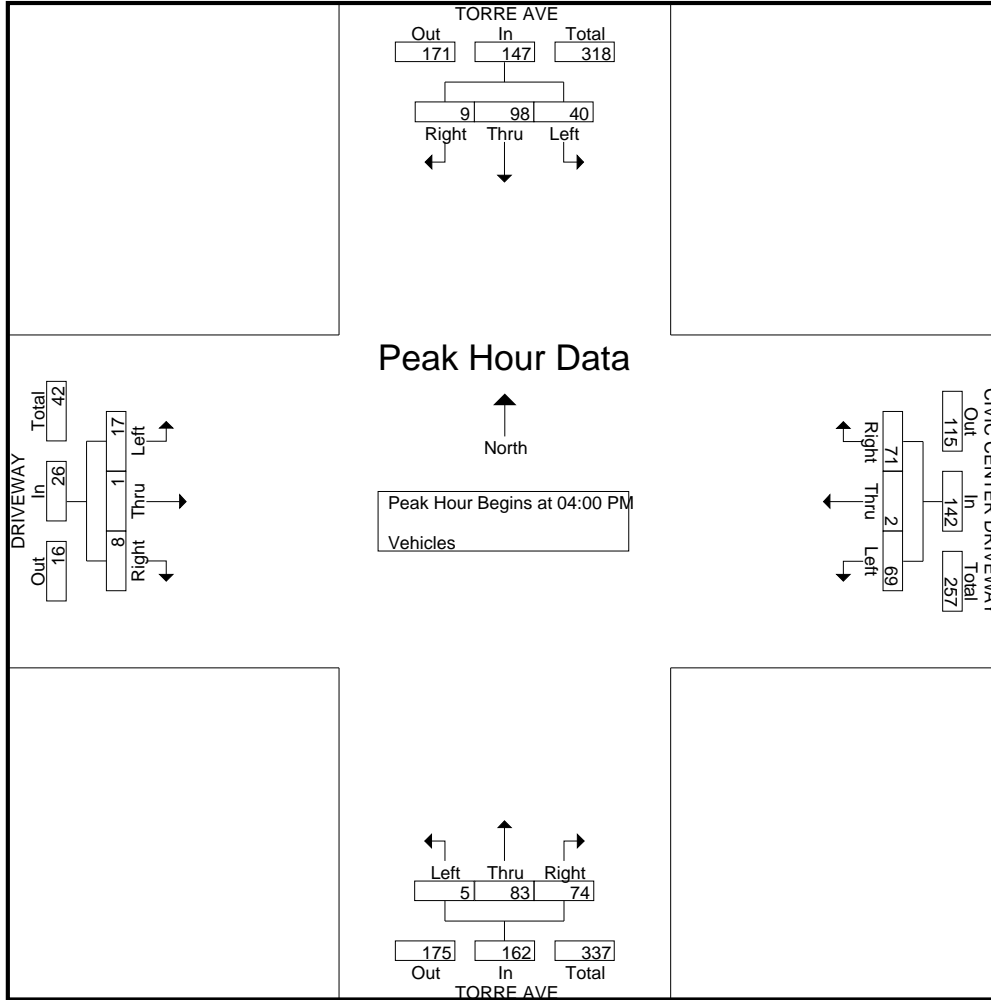 TORRE AVE
Out In Total
171 147 318
9 98 40
Right Thru Left
Peak Hour Data
North
Peak Hour Begins at 04:00 PM
Vehicles
DRIVEWAY
Out In Total
16 26 42
Left Thru Right
17 1 8
CIVIC CENTER DRIVEWAY
Out In Total
115 142 257
Right Thru Left
71 2 69
Left Thru Right
5 83 74
175 162 337
Out In Total
TORRE AVE